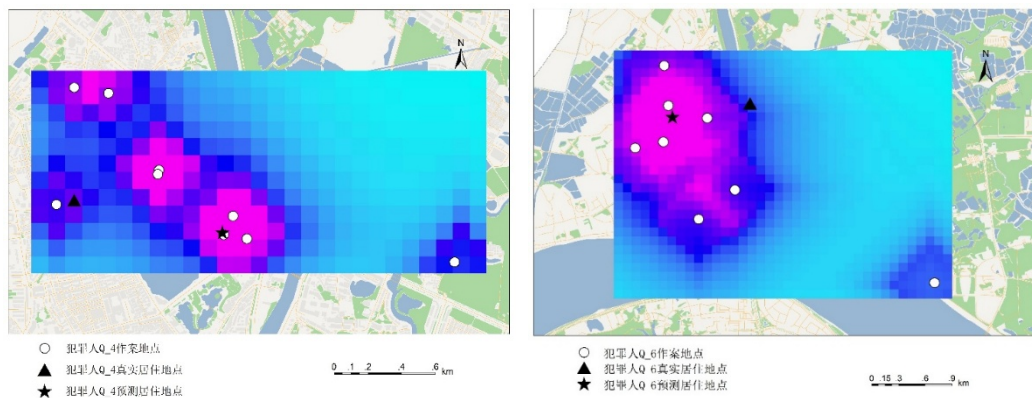 N
犯罪人Q_4作案地点
犯罪人Q_4真实居住地点
犯罪人Q_4预测居住地点
0 .1 .2 .4 .6 km
N
犯罪人Q_6作案地点
犯罪人Q_6真实居住地点
犯罪人Q_6预测居住地点
0 .15 .3 .6 .9 km